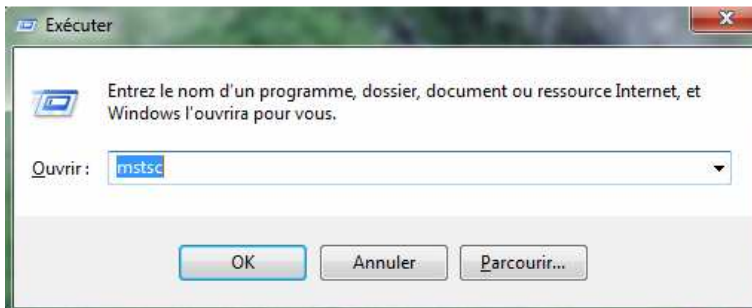 Exécuter
Entrez le nom d'un programme, dossier, document ou ressource Internet, et
Windows l'ouvrira pour vous.
Ouvrir : mstsc
OK Annuler Parcourir...